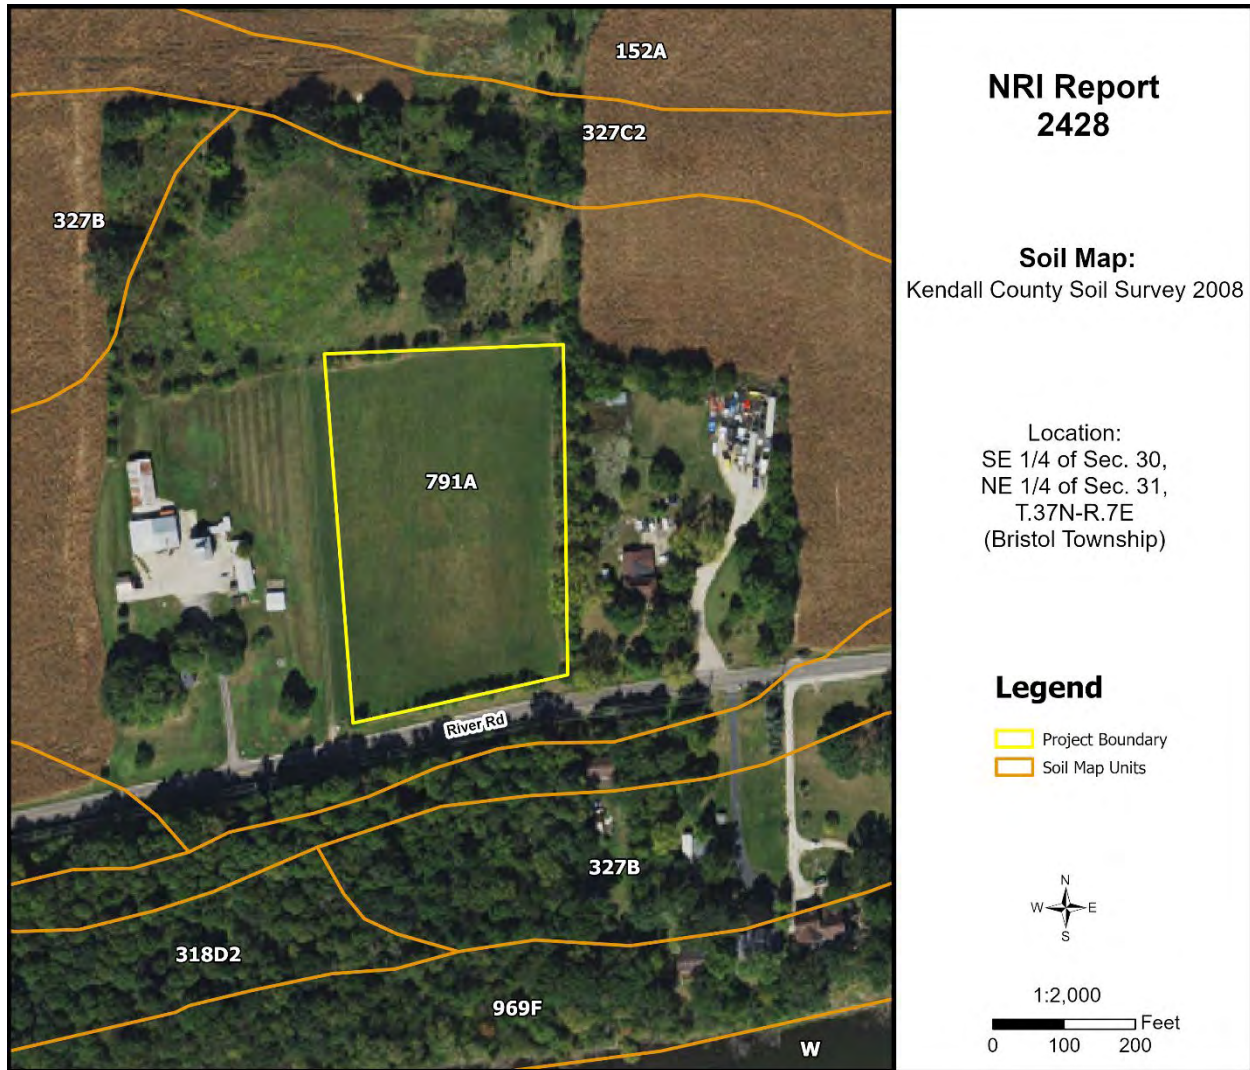 152A
327C2
327B
791A
River Rd
327B
318D2
969F
W
NRI Report
2428
Soil Map:
Kendall County Soil Survey 2008
Location:
SE 1/4 of Sec. 30,
NE 1/4 of Sec. 31,
T.37N-R.7E
(Bristol Township)
Legend
Project Boundary
Soil Map Units
N
W E
S
1:2,000
Feet
0 100 200